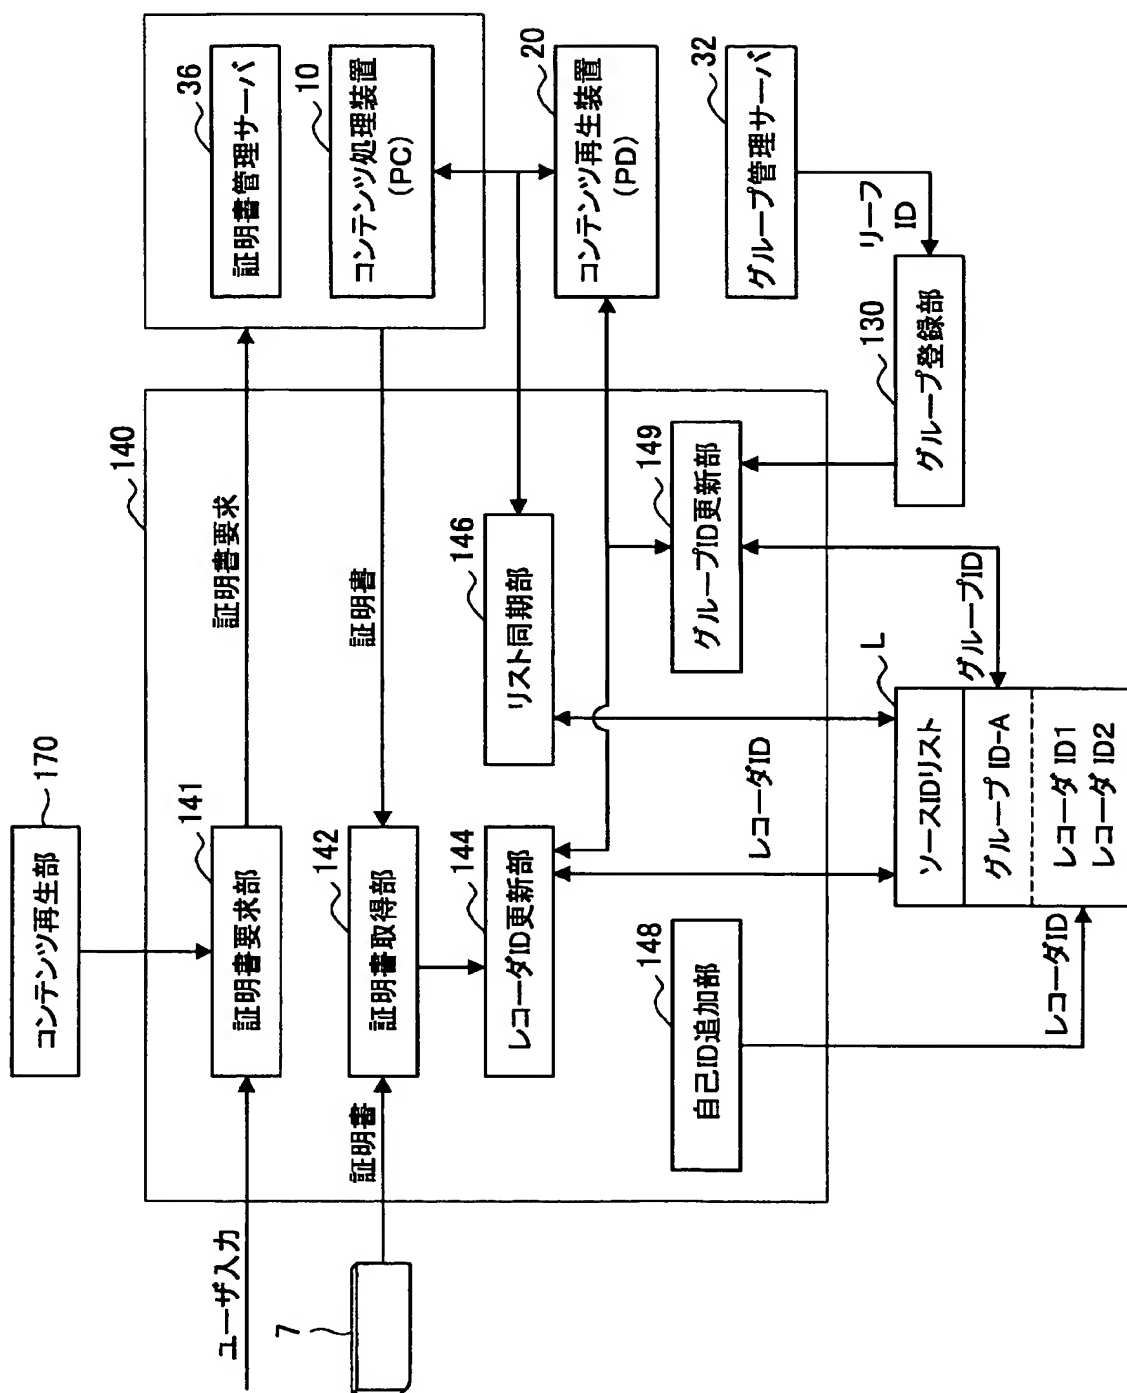 コンテンツ再生部
170
140
ユーザ入力
証明書要求部
141
証明書要求
証明書管理サーバ
36
コンテンツ処理装置
(PC)
10
7
証明書
証明書取得部
142
証明書
レコーダID更新部
144
リスト同期部
146
コンテンツ再生装置
(PD)
20
自己ID追加部
148
グループID更新部
149
グループ管理サーバ
32
リーフ
ID
グループ登録部
130
レコーダID
レコーダID
グループID
L
ソースIDリスト
グループ ID-A
レコーダ ID1
レコーダ ID2